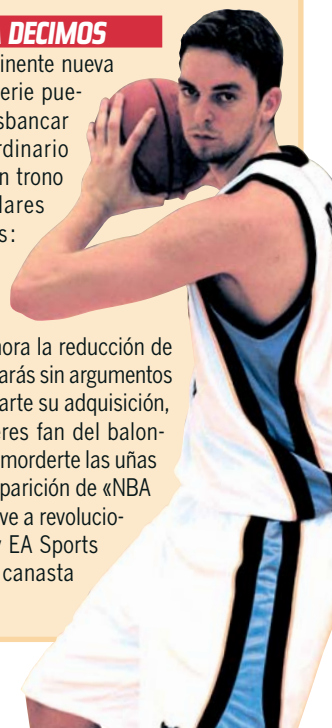 DECIMOS
inente nueva
erie pue-
sbancar
rdinario
n trono
lares
s:
ora la reducción de
arás sin argumentos
arte su adquisición,
eres fan del balon-
morderte las uñas
parición de «NBA
ve a revolucio-
EA Sports
canasta